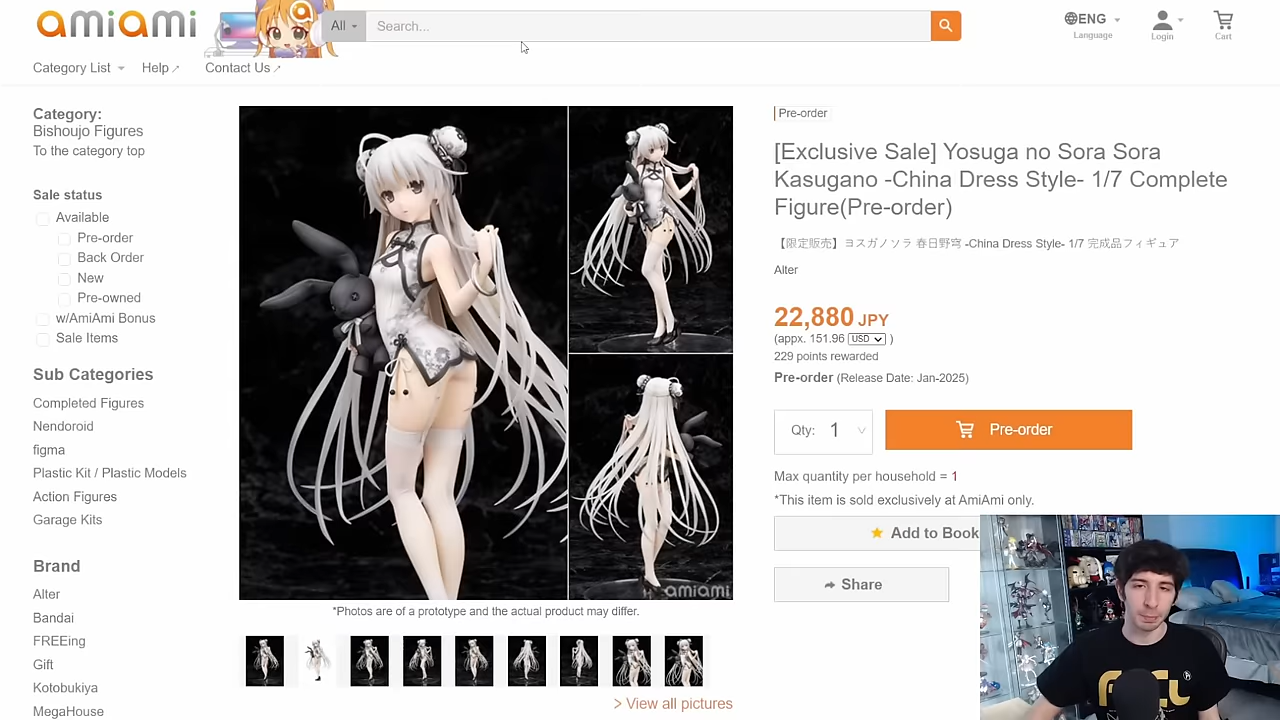 amiami
All
Search...
ENG
Language
Login
Cart
Category List
Help
Contact Us
Category:
Bishoujo Figures
To the category top
Sale status
Available
Pre-order
Back Order
New
Pre-owned
w/AmiAmi Bonus
Sale Items
Sub Categories
Completed Figures
Nendoroid
figma
Plastic Kit / Plastic Models
Action Figures
Garage Kits
Brand
Alter
Bandai
FREEing
Gift
Kotobukiya
MegaHouse
amiami
*Photos are of a prototype and the actual product may differ.
> View all pictures
Pre-order
[Exclusive Sale] Yosuga no Sora Sora
Kasugano -China Dress Style- 1/7 Complete
Figure(Pre-order)
【限定販売】ヨスガノソラ 春日野穹 -China Dress Style- 1/7 完成品フィギュア
Alter
22,880 JPY
(appx. 151.96 USD )
229 points rewarded
Pre-order (Release Date: Jan-2025)
Qty: 1
Pre-order
Max quantity per household = 1
*This item is sold exclusively at AmiAmi only.
Add to Book
Share